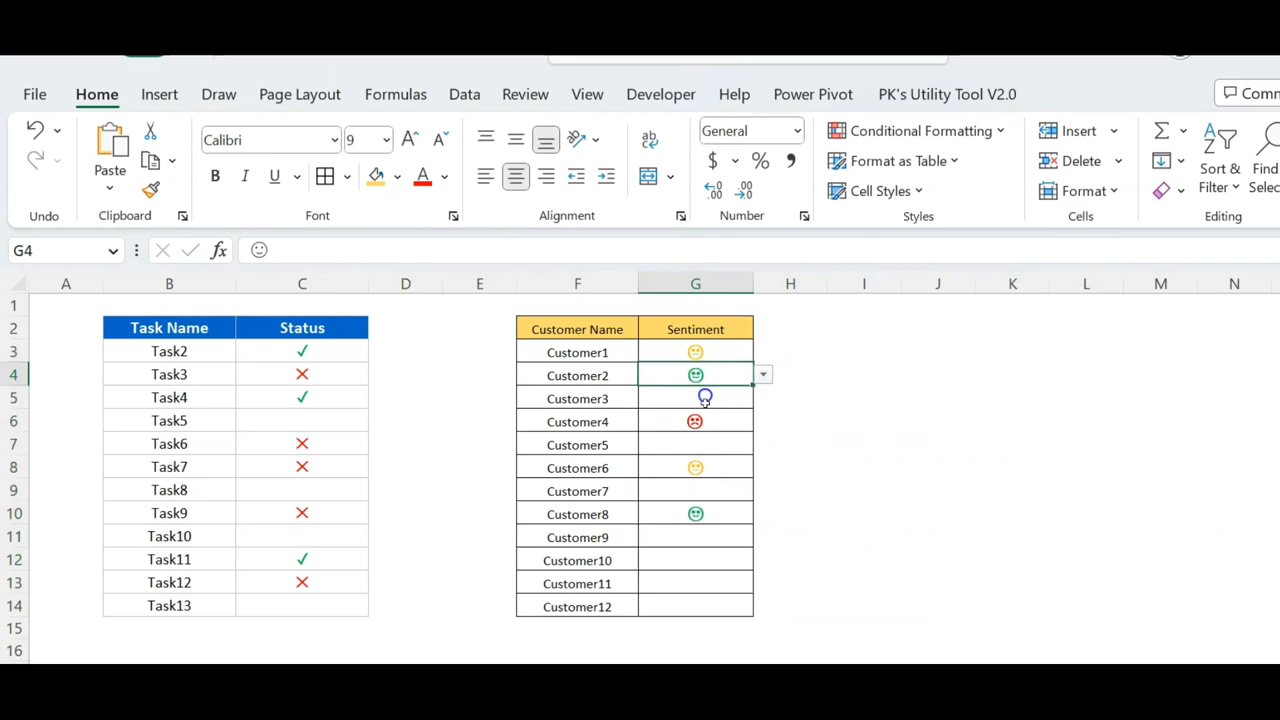 File Home Insert Draw Page Layout Formulas Data Review View Developer Help Power Pivot PK's Utility Tool V2.0
Calibri 9 General Conditional Formatting Insert
Paste Format as Table Delete Sort & Filter
B I U $ % Cell Styles Format
Undo Clipboard Font Alignment Number Styles Cells Editing
G4 fx ☺
A B C D E F G H I J K L M N
1
2 Task Name Status Customer Name Sentiment
3 Task2 ✓ Customer1 😐
4 Task3 ✕ Customer2 ☺
5 Task4 ✓ Customer3
6 Task5 Customer4 ☹
7 Task6 ✕ Customer5
8 Task7 ✕ Customer6 😐
9 Task8 Customer7
10 Task9 ✕ Customer8 ☺
11 Task10 Customer9
12 Task11 ✓ Customer10
13 Task12 ✕ Customer11
14 Task13 Customer12
15
16